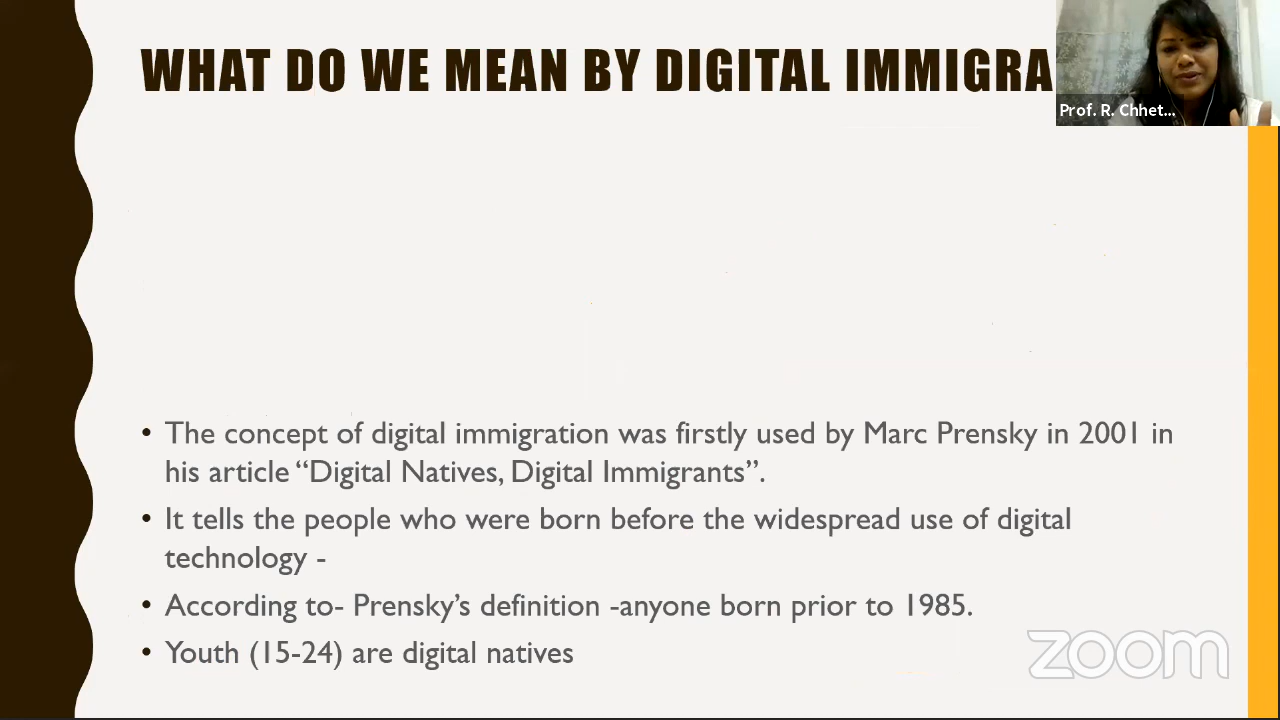 WHAT DO WE MEAN BY DIGITAL IMMIGRA
Prof. R. Chhet...
• The concept of digital immigration was firstly used by Marc Prensky in 2001 in
his article “Digital Natives, Digital Immigrants”.
• It tells the people who were born before the widespread use of digital
technology -
• According to- Prensky’s definition -anyone born prior to 1985.
• Youth (15-24) are digital natives
zoom